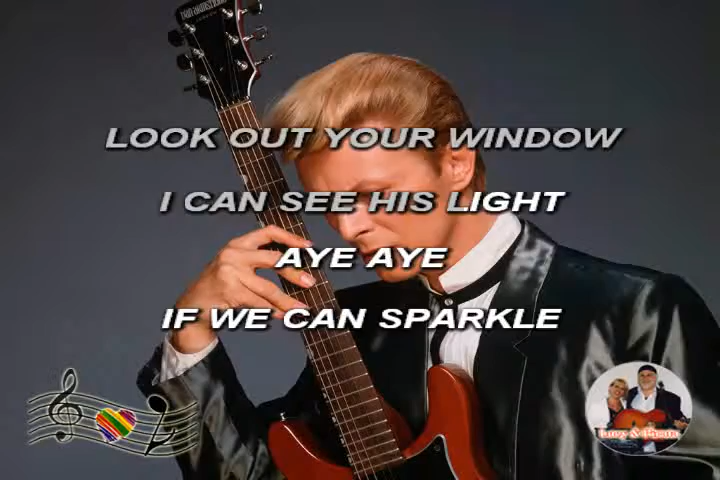 LOOK OUT YOUR WINDOW
I CAN SEE HIS LIGHT
AYE AYE
IF WE CAN SPARKLE